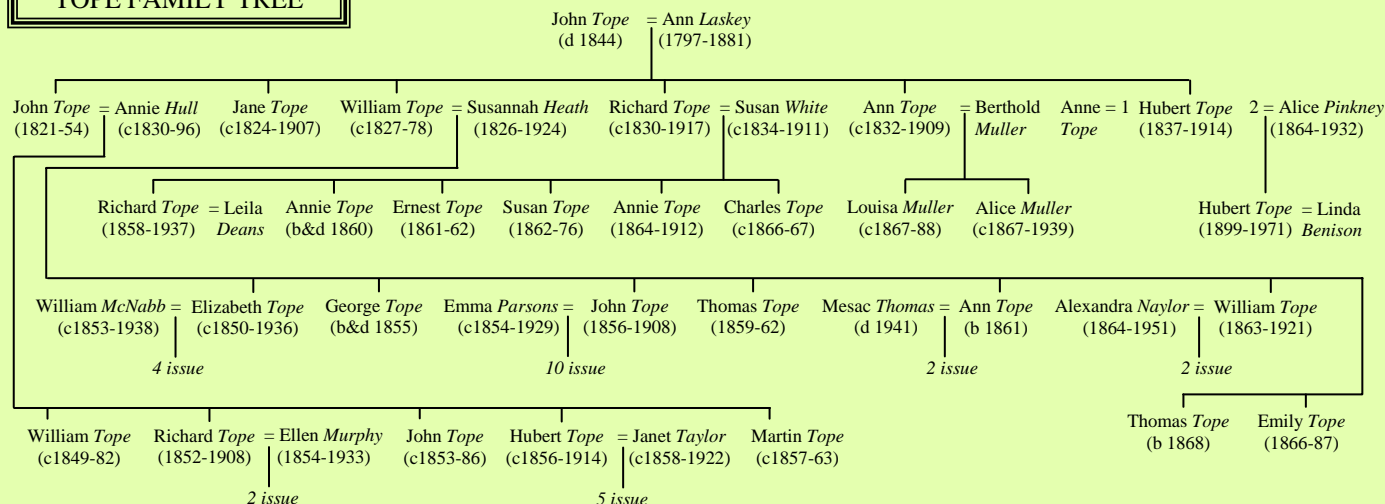 TOPE FAMILY TREE
John Tope = Ann Laskey
(d 1844) (1797-1881)
John Tope = Annie Hull Jane Tope William Tope = Susannah Heath Richard Tope = Susan White Ann Tope = Berthold Anne = 1 Hubert Tope 2 = Alice Pinkney
(1821-54) (c1830-96) (c1824-1907) (c1827-78) (1826-1924) (c1830-1917) (c1834-1911) (c1832-1909) Muller Tope (1837-1914) (1864-1932)
Richard Tope = Leila Annie Tope Ernest Tope Susan Tope Annie Tope Charles Tope Louisa Muller Alice Muller Hubert Tope = Linda
(1858-1937) Deans (b&d 1860) (1861-62) (1862-76) (1864-1912) (c1866-67) (c1867-88) (c1867-1939) (1899-1971) Benison
William McNabb = Elizabeth Tope George Tope Emma Parsons = John Tope Thomas Tope Mesac Thomas = Ann Tope Alexandra Naylor = William Tope
(c1853-1938) (c1850-1936) (b&d 1855) (c1854-1929) (1856-1908) (1859-62) (d 1941) (b 1861) (1864-1951) (1863-1921)
4 issue 10 issue 2 issue 2 issue
Thomas Tope Emily Tope
(b 1868) (1866-87)
William Tope Richard Tope = Ellen Murphy John Tope Hubert Tope = Janet Taylor Martin Tope
(c1849-82) (1852-1908) (1854-1933) (c1853-86) (c1856-1914) (c1858-1922) (c1857-63)
2 issue 5 issue